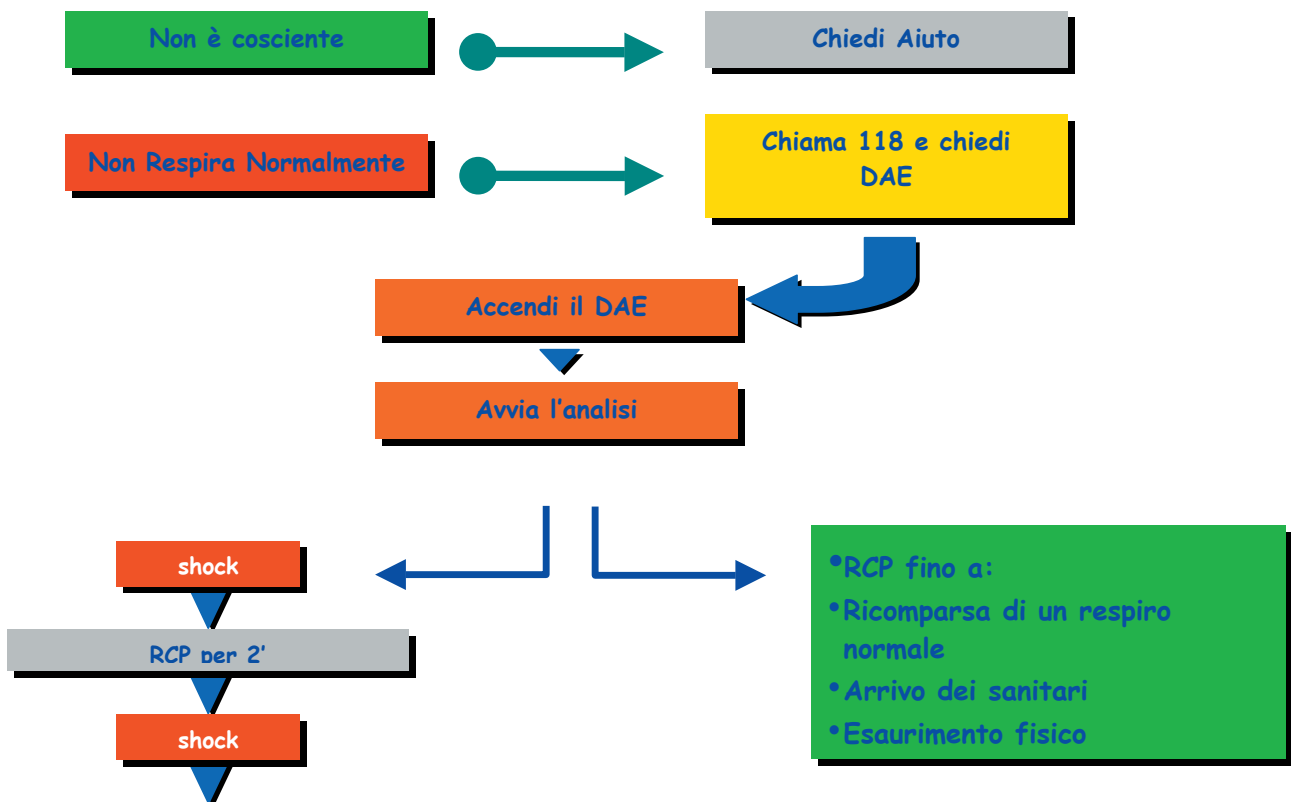 Non è cosciente
Chiedi Aiuto
Non Respira Normalmente
Chiama 118 e chiedi
DAE
Accendi il DAE
Avvia l'analisi
shock
RCP per 2'
shock
•RCP fino a:
•Ricomparsa di un respiro
normale
•Arrivo dei sanitari
•Esaurimento fisico